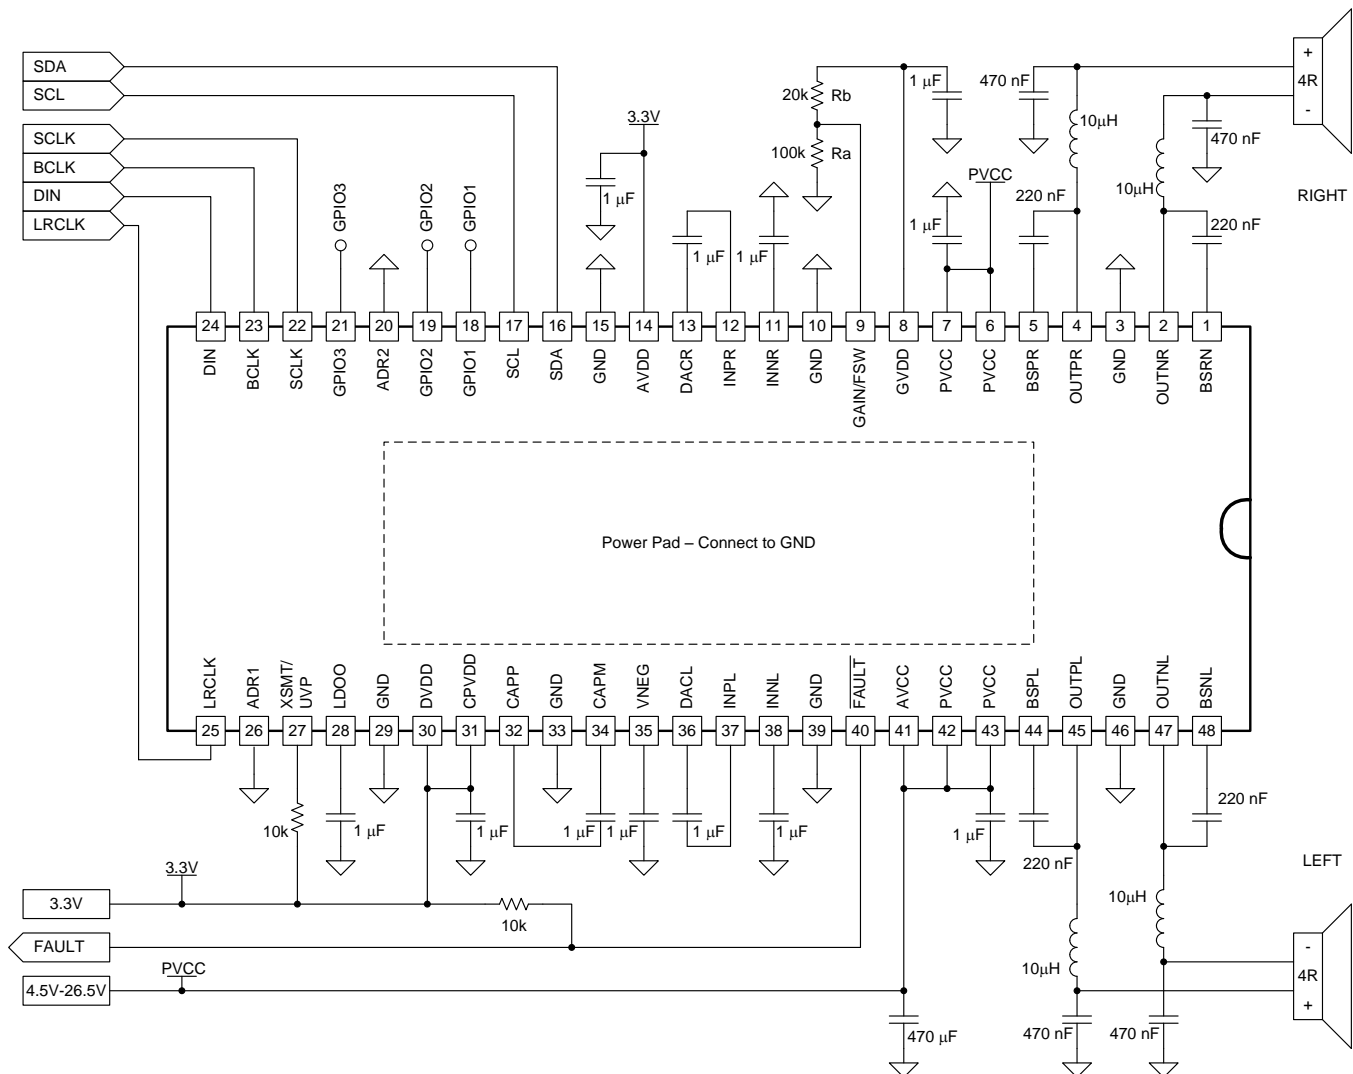 SDA
SCL
SCLK
BCLK
DIN
LRCLK
GPIO3
GPIO2
GPIO1
3.3V
1 µF
20k Rb
100k Ra
1 µF
1 µF
1 µF
1 µF
PVCC
470 nF
10µH
220 nF
10µH
470 nF
220 nF
+
4R
-
RIGHT
24 23 22 21 20 19 18 17 16 15 14 13 12 11 10 9 8 7 6 5 4 3 2 1
DIN
BCLK
SCLK
GPIO3
ADR2
GPIO2
GPIO1
SCL
SDA
GND
AVDD
DACR
INPR
INNR
GND
GAIN/FSW
GVDD
PVCC
PVCC
BSPR
OUTPR
GND
OUTNR
BSRN
Power Pad – Connect to GND
LRCLK
ADR1
XSMT/
UVP
LDOO
GND
DVDD
CPVDD
CAPP
GND
CAPM
VNEG
DACL
INPL
INNL
GND
FAULT
AVCC
PVCC
PVCC
BSPL
OUTPL
GND
OUTNL
BSNL
25 26 27 28 29 30 31 32 33 34 35 36 37 38 39 40 41 42 43 44 45 46 47 48
10k
1 µF
1 µF
1 µF
1 µF
1 µF
1 µF
1 µF
220 nF
220 nF
LEFT
3.3V
3.3V
10k
FAULT
PVCC
4.5V-26.5V
10µH
10µH
-
4R
+
470 µF
470 nF
470 nF